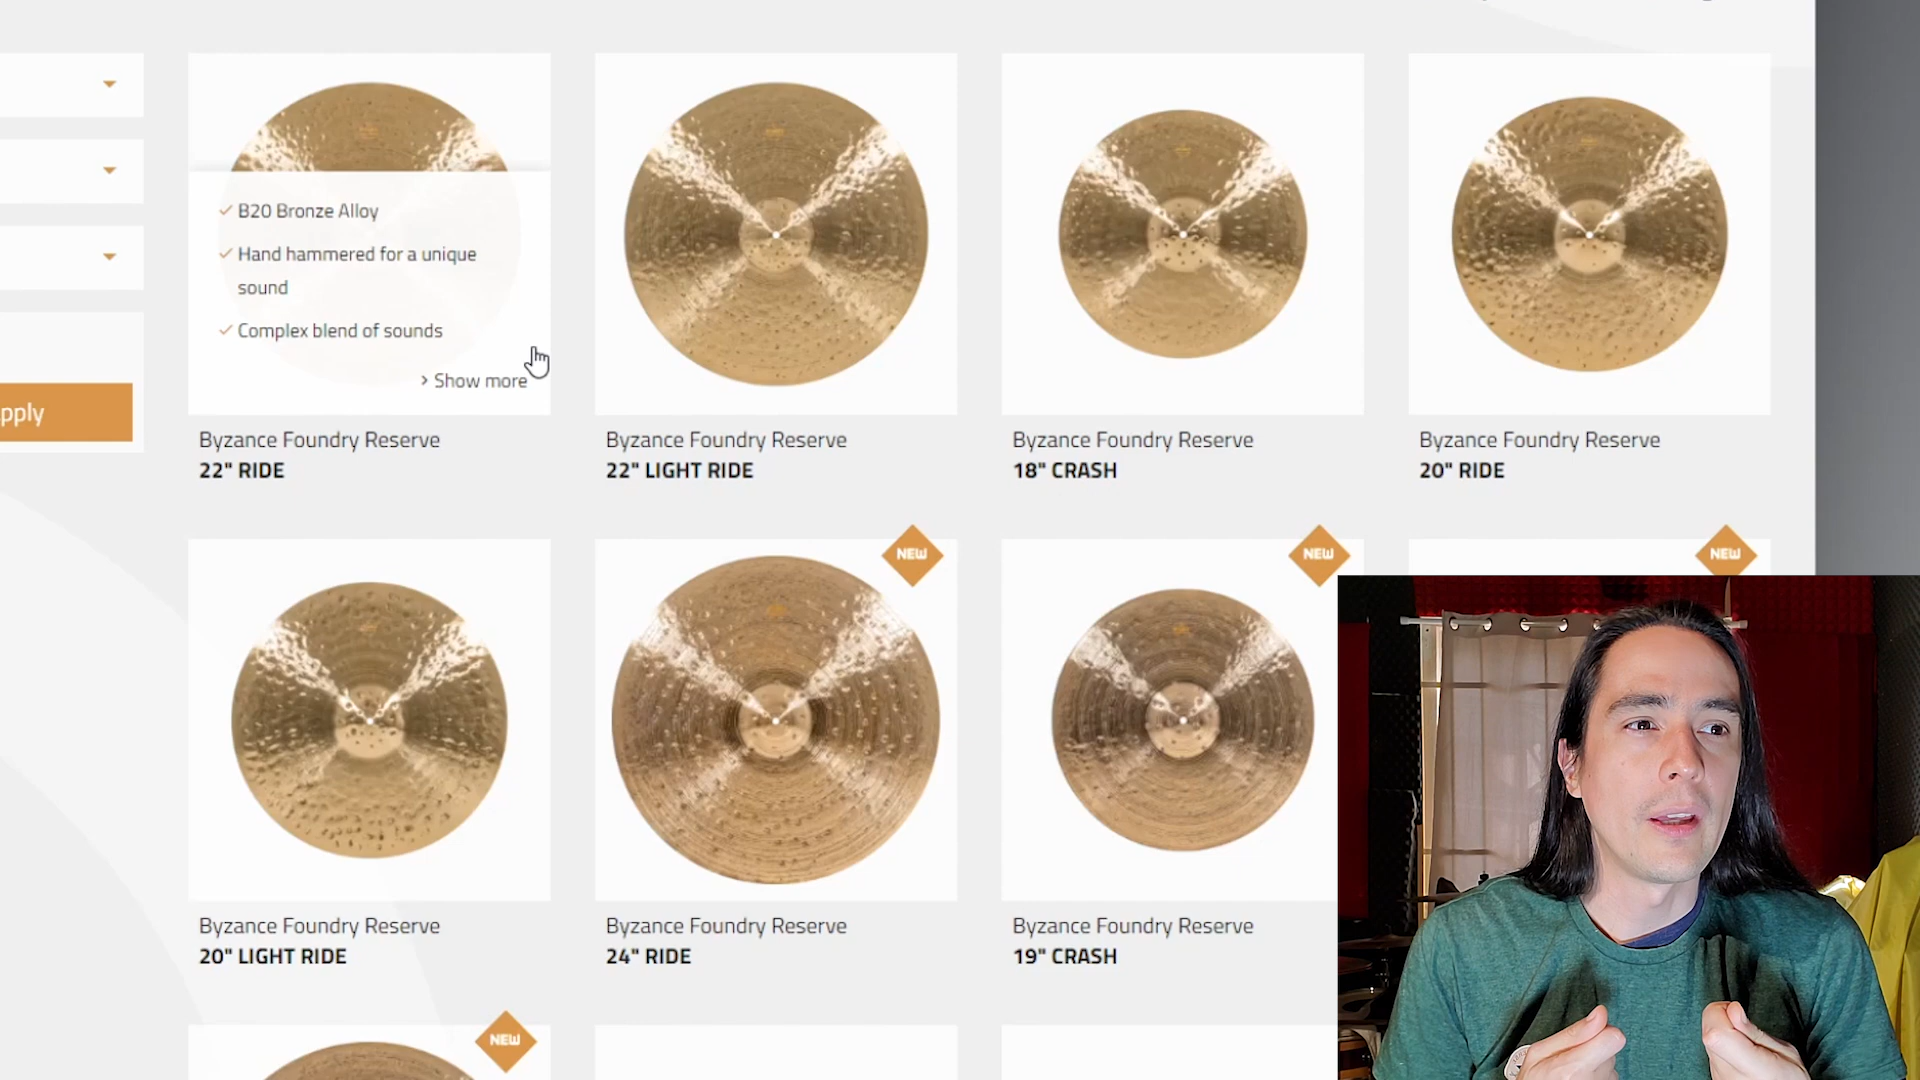 B20 Bronze Alloy
Hand hammered for a unique
sound
Complex blend of sounds
Show more
pply
Byzance Foundry Reserve
22" RIDE
Byzance Foundry Reserve
22" LIGHT RIDE
Byzance Foundry Reserve
18" CRASH
Byzance Foundry Reserve
20" RIDE
NEW
NEW
NEW
Byzance Foundry Reserve
20" LIGHT RIDE
Byzance Foundry Reserve
24" RIDE
Byzance Foundry Reserve
19" CRASH
NEW